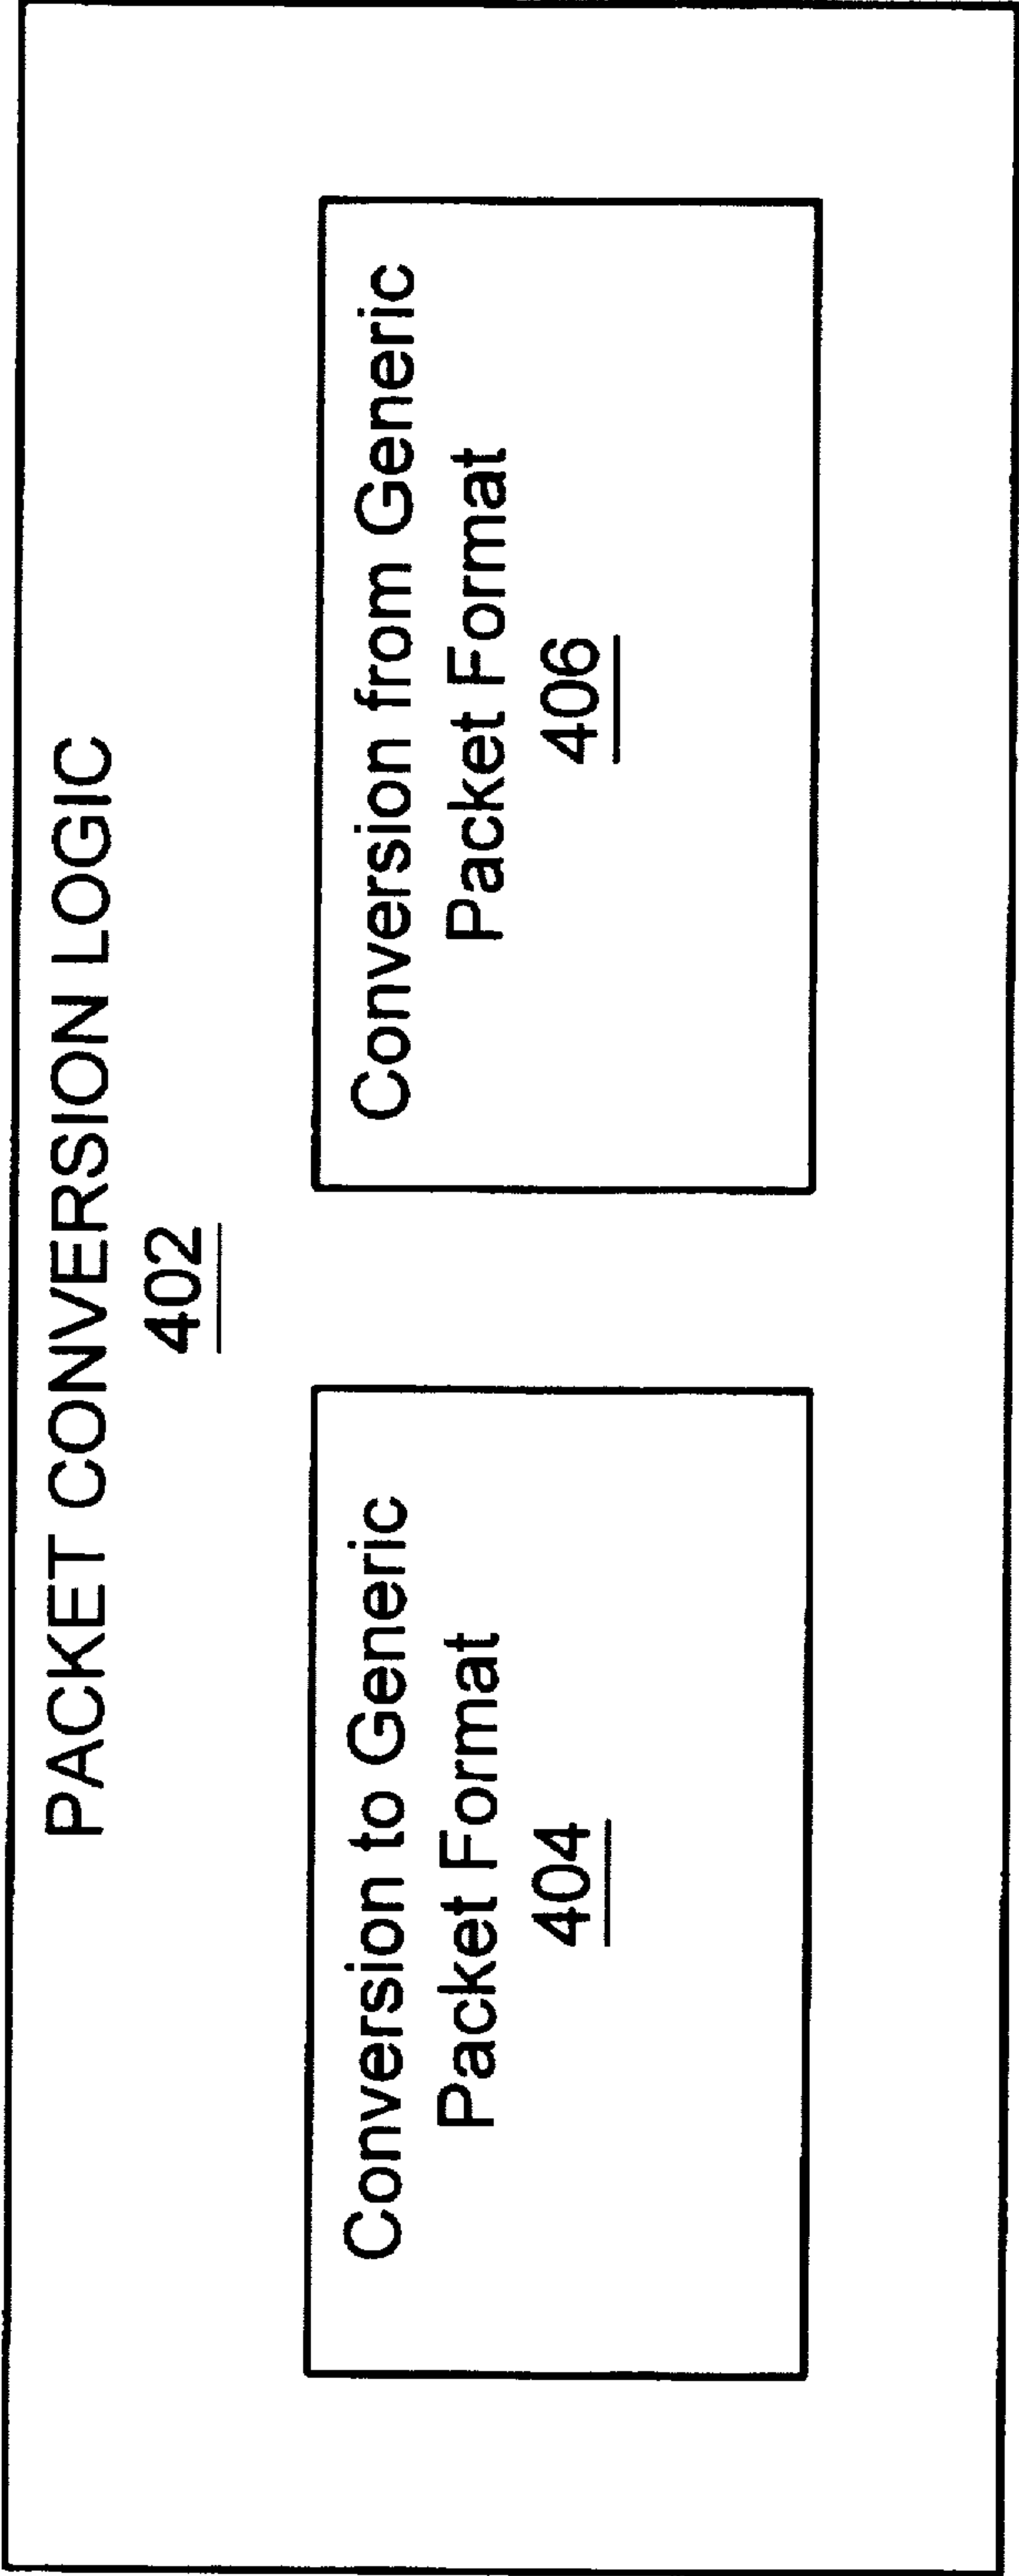 PACKET CONVERSION LOGIC
402
Conversion to Generic
Packet Format
404
Conversion from Generic
Packet Format
406